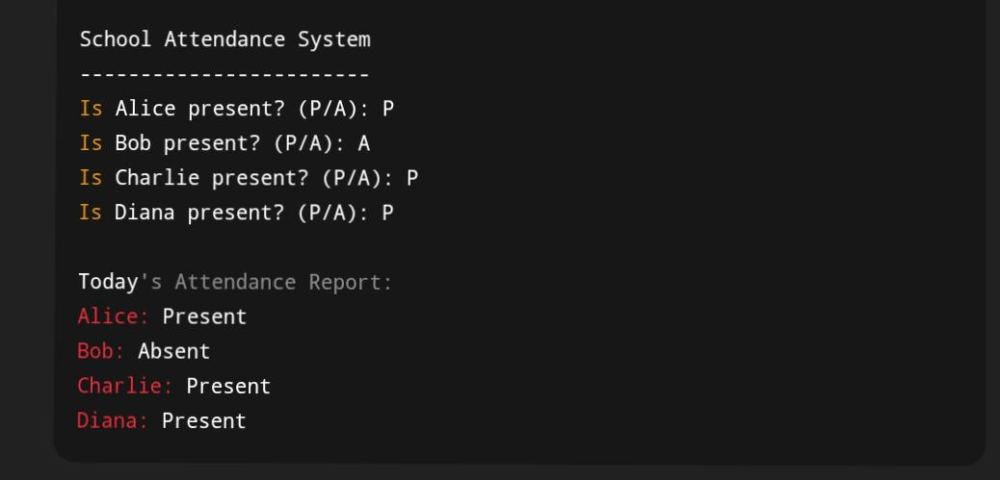 School Attendance System
------------------------
Is Alice present? (P/A): P
Is Bob present? (P/A): A
Is Charlie present? (P/A): P
Is Diana present? (P/A): P
Today's Attendance Report:
Alice: Present
Bob: Absent
Charlie: Present
Diana: Present